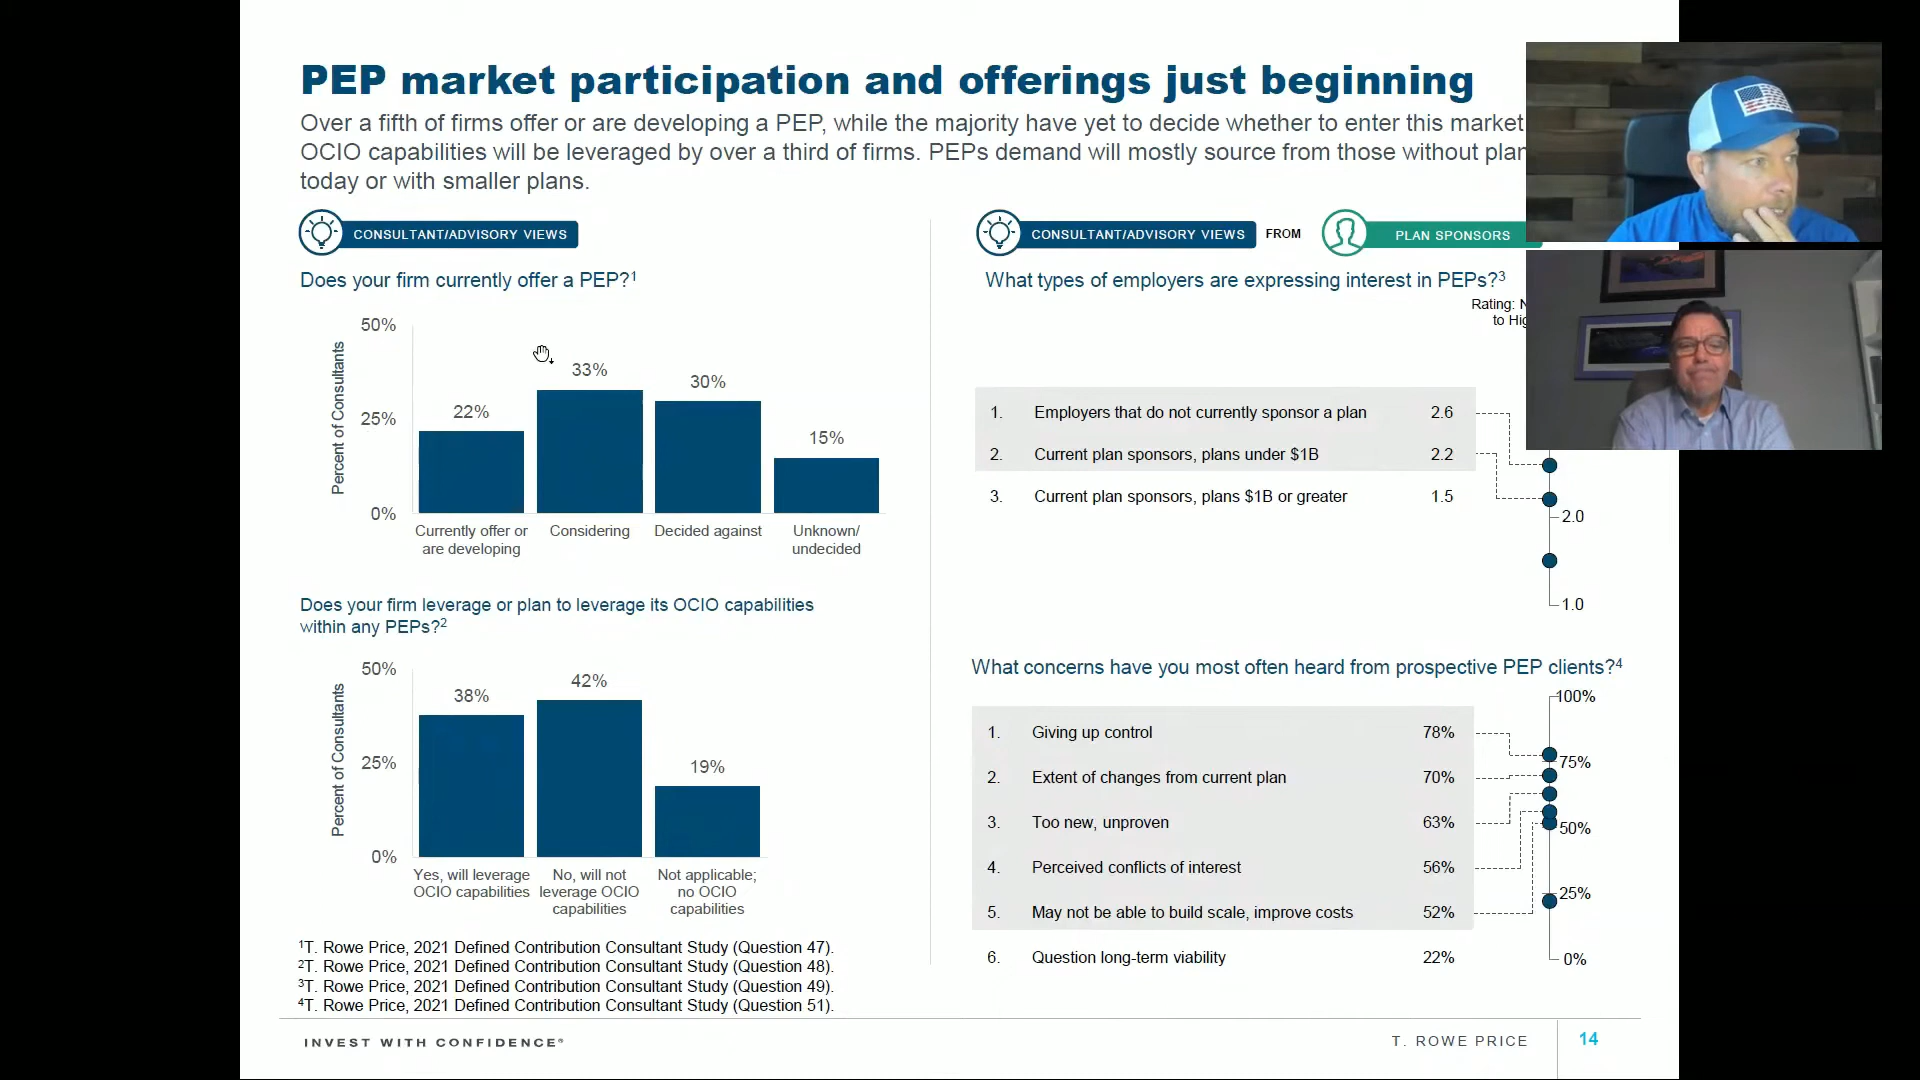 PEP market participation and offerings just beginning
Over a fifth of firms offer or are developing a PEP, while the majority have yet to decide whether to enter this market
OCIO capabilities will be leveraged by over a third of firms. PEPs demand will mostly source from those without plan
today or with smaller plans.
CONSULTANT/ADVISORY VIEWS
Does your firm currently offer a PEP?¹
Percent of Consultants
50%
25%
0%
22%
33%
30%
15%
Currently offer or
are developing
Considering
Decided against
Unknown/
undecided
Does your firm leverage or plan to leverage its OCIO capabilities
within any PEPs?²
Percent of Consultants
50%
25%
0%
38%
42%
19%
Yes, will leverage
OCIO capabilities
No, will not
leverage OCIO
capabilities
Not applicable;
no OCIO
capabilities
¹T. Rowe Price, 2021 Defined Contribution Consultant Study (Question 47).
²T. Rowe Price, 2021 Defined Contribution Consultant Study (Question 48).
³T. Rowe Price, 2021 Defined Contribution Consultant Study (Question 49).
⁴T. Rowe Price, 2021 Defined Contribution Consultant Study (Question 51).
CONSULTANT/ADVISORY VIEWS FROM PLAN SPONSORS
What types of employers are expressing interest in PEPs?³
Rating:
to
1. Employers that do not currently sponsor a plan 2.6
2. Current plan sponsors, plans under $1B 2.2
3. Current plan sponsors, plans $1B or greater 1.5
2.0
1.0
What concerns have you most often heard from prospective PEP clients?⁴
1. Giving up control 78%
2. Extent of changes from current plan 70%
3. Too new, unproven 63%
4. Perceived conflicts of interest 56%
5. May not be able to build scale, improve costs 52%
6. Question long-term viability 22%
100%
75%
50%
25%
0%
INVEST WITH CONFIDENCE®
T. ROWE PRICE 14